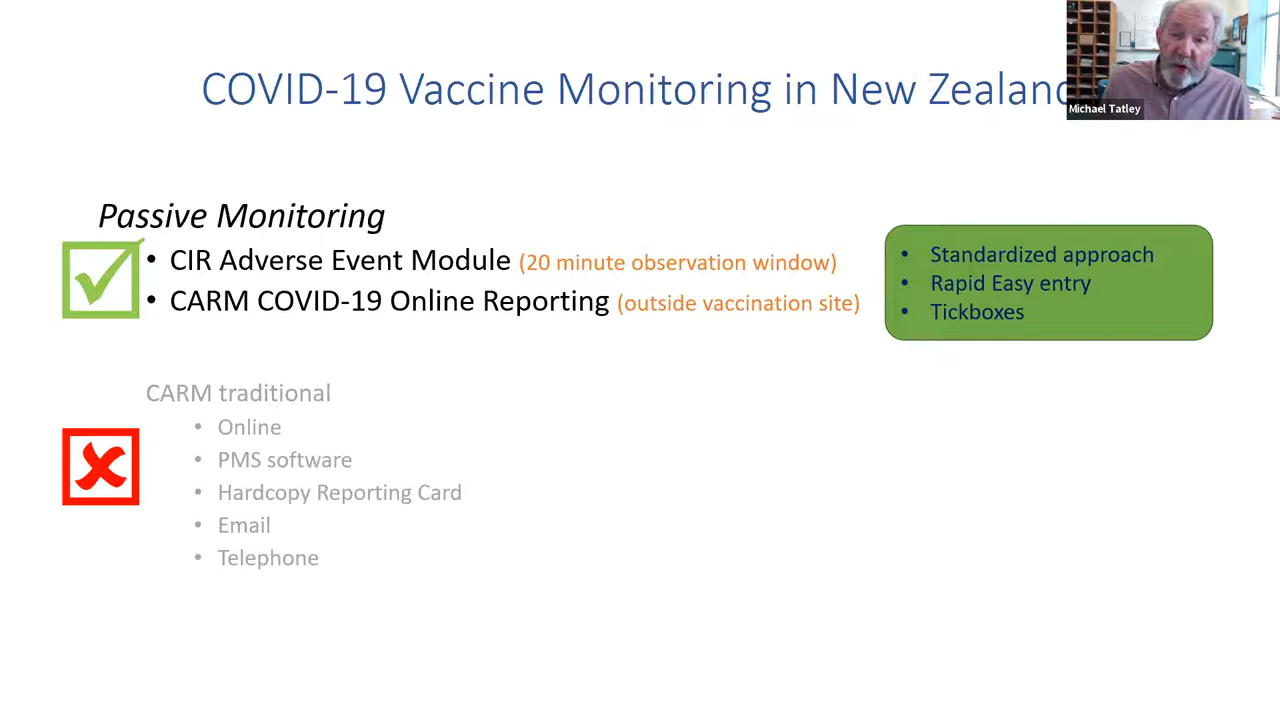 COVID-19 Vaccine Monitoring in New Zealand
Michael Tatley
Passive Monitoring
• CIR Adverse Event Module (20 minute observation window)
• CARM COVID-19 Online Reporting (outside vaccination site)
• Standardized approach
• Rapid Easy entry
• Tickboxes
CARM traditional
• Online
• PMS software
• Hardcopy Reporting Card
• Email
• Telephone